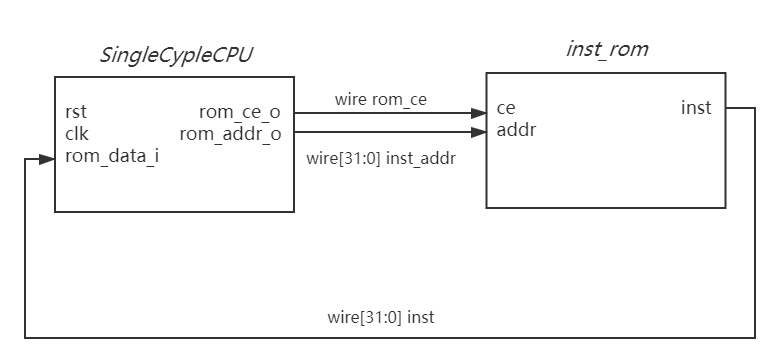 SingleCypleCPU
inst_rom
rst
rom_ce_o
wire rom_ce
ce
inst
clk
rom_addr_o
addr
rom_data_i
wire[31:0] inst_addr
wire[31:0] inst